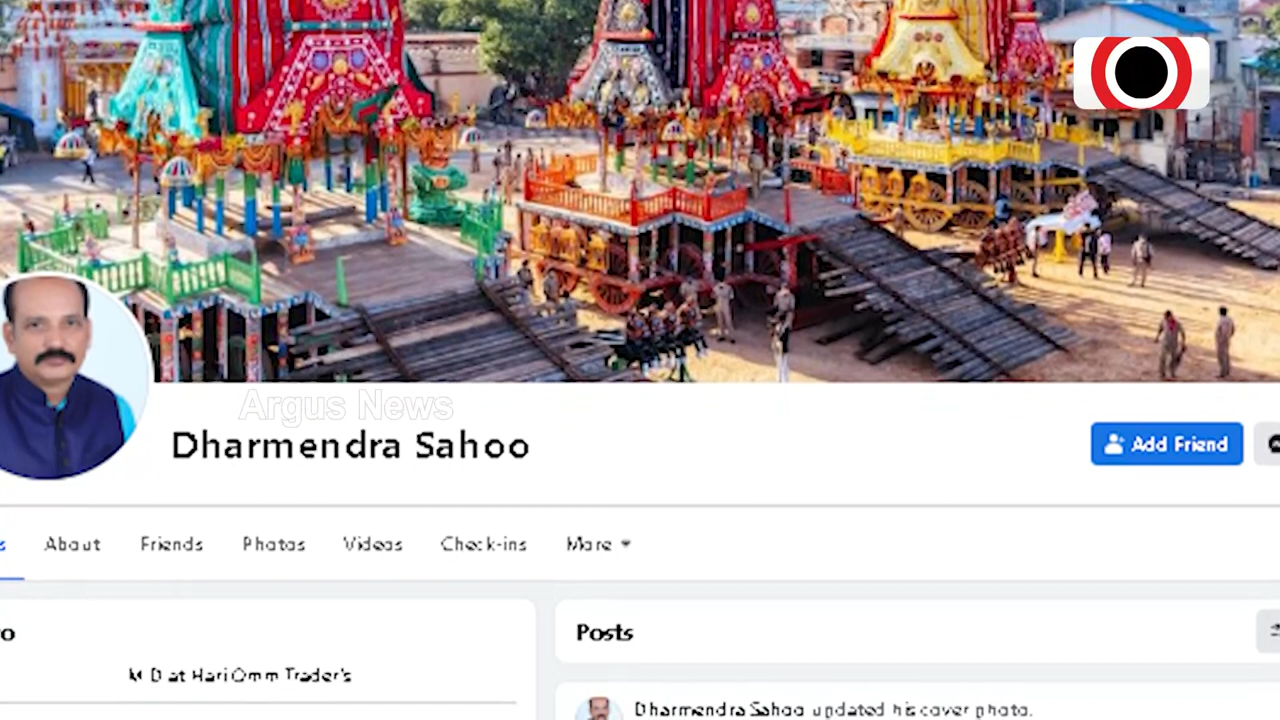 Argus News
Dharmendra Sahoo
Add Friend
About
Friends
Photos
Videos
Check-ins
More
M D at Hari Omm Trader's
Posts
Dharmendra Sahoo updated his cover photo.